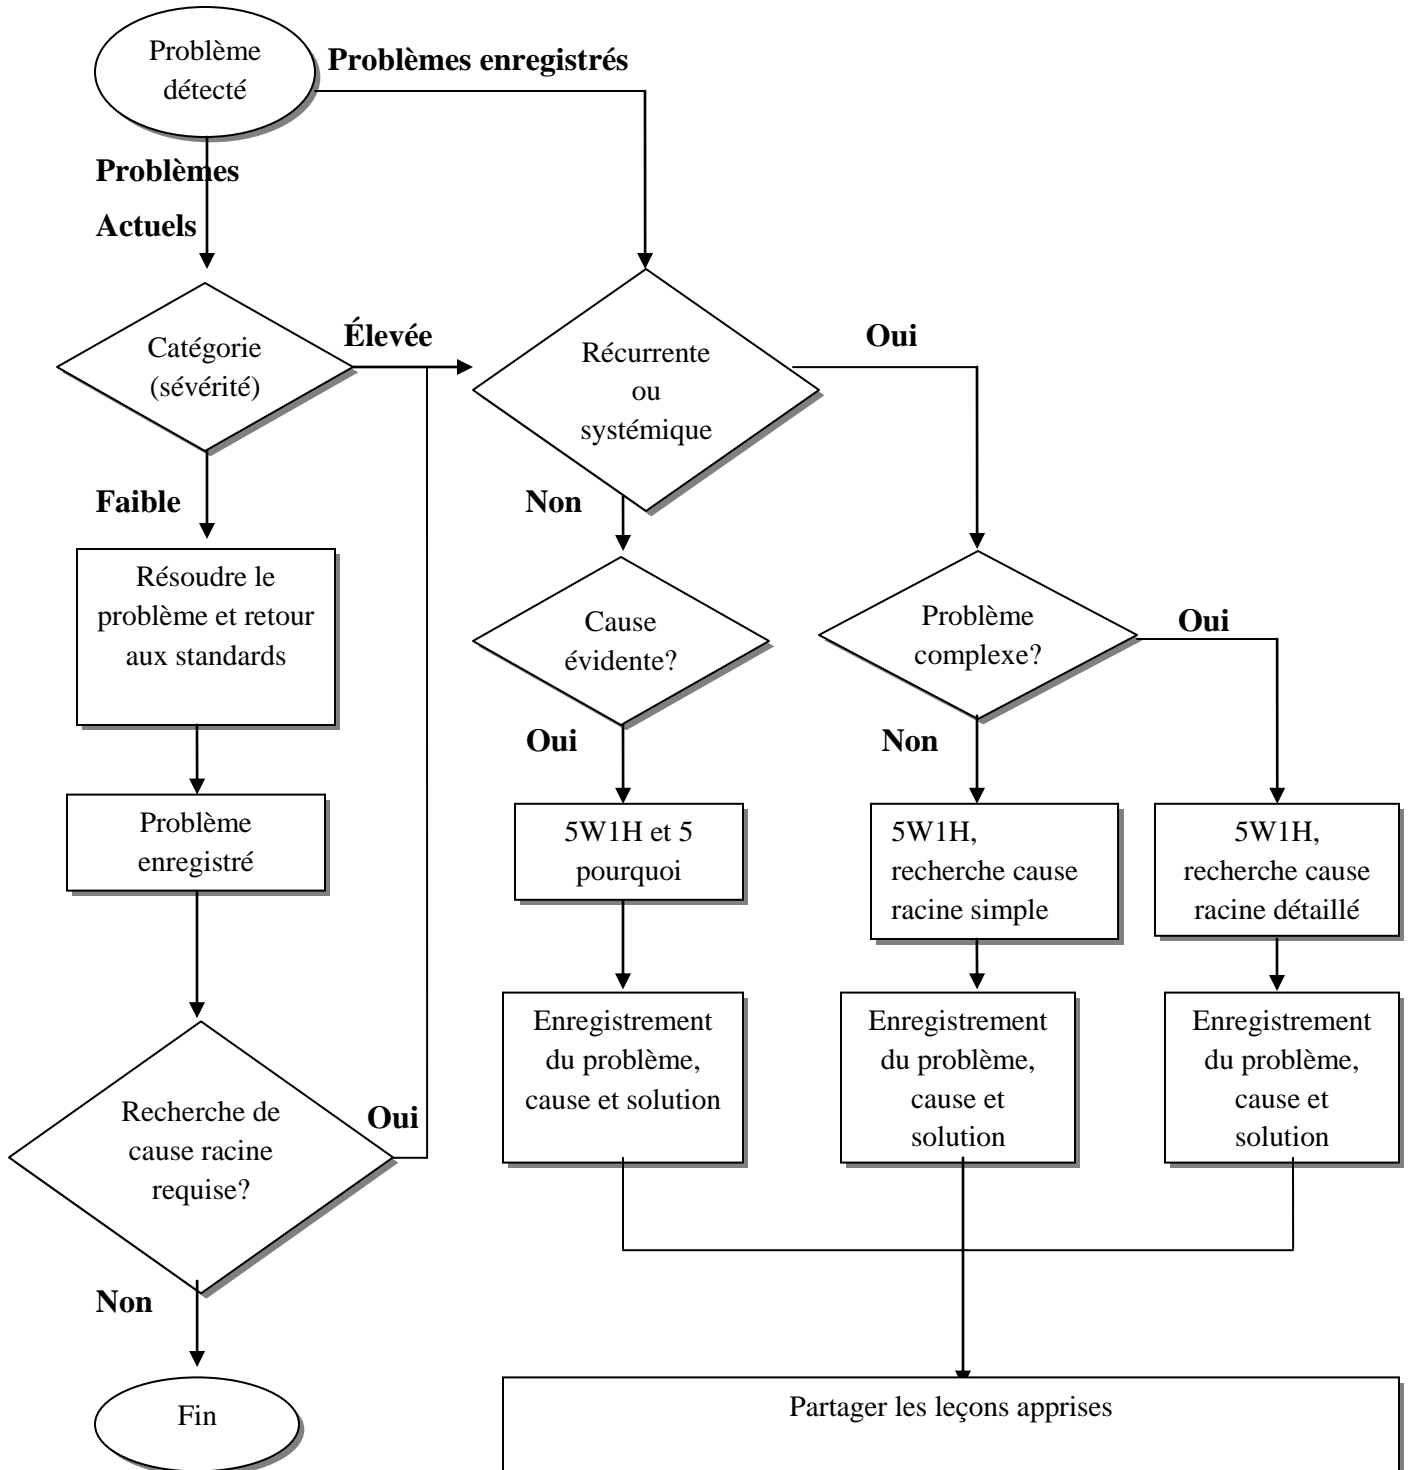 Problème
détecté
Problèmes enregistrés
Problèmes
Actuels
Catégorie
(sévérité)
Élevée
Récurrente
ou
systémique
Oui
Faible
Non
Résoudre le
problème et retour
aux standards
Cause
évidente?
Problème
complexe?
Oui
Oui
Non
Problème
enregistré
5W1H et 5
pourquoi
5W1H,
recherche cause
racine simple
5W1H,
recherche cause
racine détaillé
Enregistrement
du problème,
cause et solution
Enregistrement
du problème,
cause et
solution
Enregistrement
du problème,
cause et
solution
Recherche de
cause racine
requise?
Oui
Non
Fin
Partager les leçons apprises